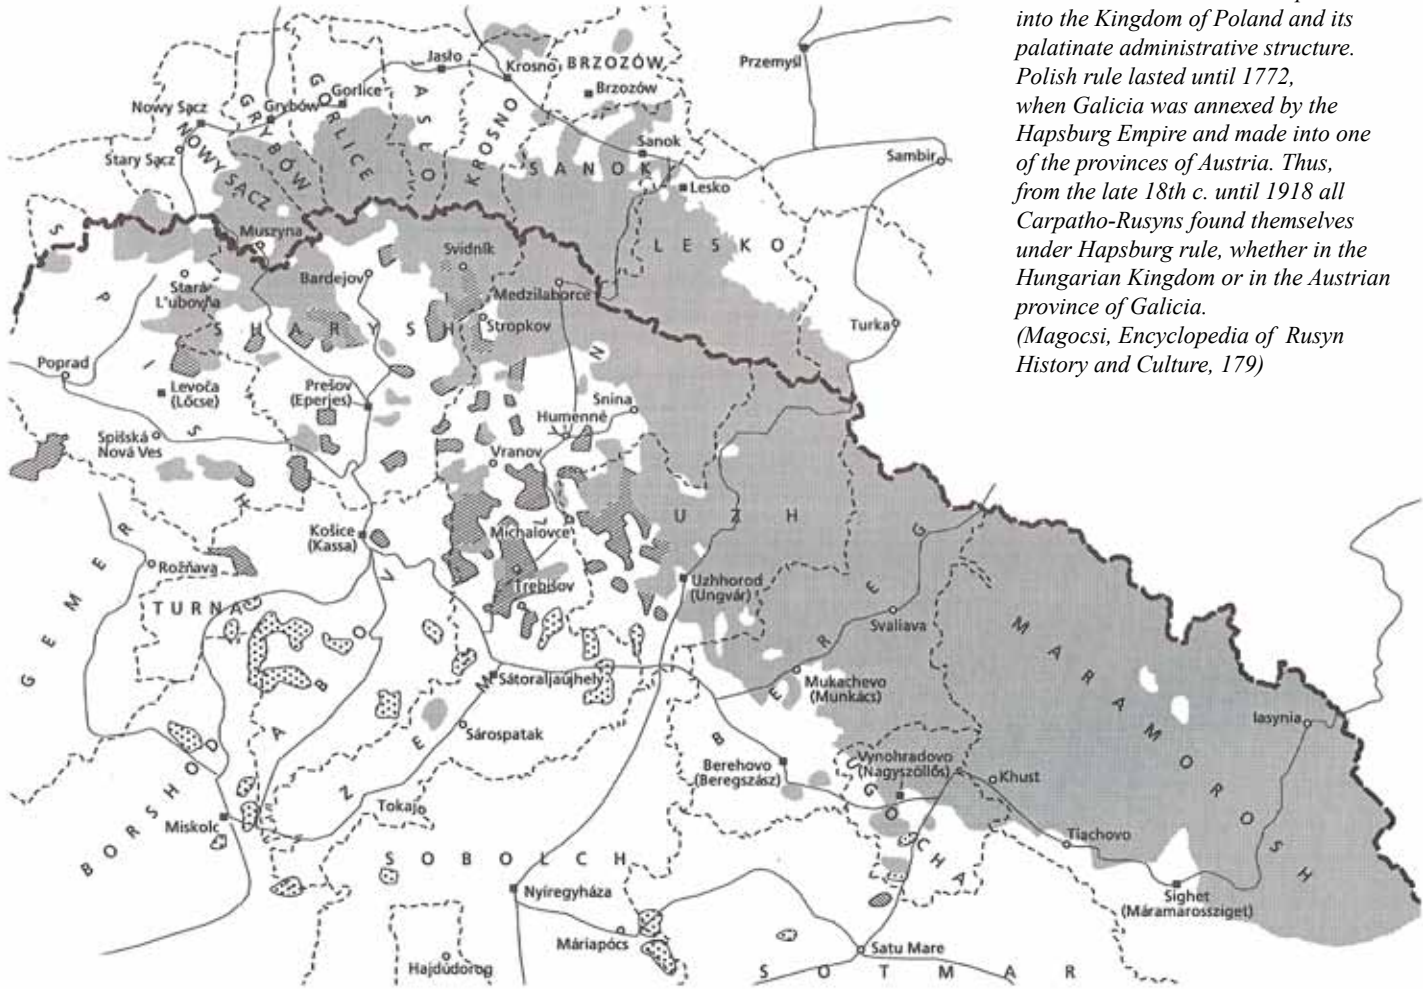 into the Kingdom of Poland and its
palatinate administrative structure.
Polish rule lasted until 1772,
when Galicia was annexed by the
Hapsburg Empire and made into one
of the provinces of Austria. Thus,
from the late 18th c. until 1918 all
Carpatho-Rusyns found themselves
under Hapsburg rule, whether in the
Hungarian Kingdom or in the Austrian
province of Galicia.
(Magocsi, Encyclopedia of Rusyn
History and Culture, 179)
Jasło
Krosno
BRZOZÓW
Brzozów
Przemyśl
GORLICE
Gorlice
JASŁO
Nowy Sącz
Grybów
GRYBÓW
KROSNO
NOWY SĄCZ
Stary Sącz
Sanok
SANOK
Sambir
Lesko
LESKO
Muszyna
Svidník
Bardejov
Stará
L'ubovňa
Medzilaborce
SPISH
SHARYSH
Stropkov
Turka
Poprad
Levoča
(Lőcse)
Prešov
(Eperjes)
Snina
Humenné
Spišská
Nová Ves
Vranov
UZH
Košice
(Kassa)
Michalovce
Rožňava
Trebišov
Uzhhorod
(Ungvár)
GEMER
TURNA
Svaliava
BEREG
MARAMOROSH
Sátoraljaújhely
Mukachevo
(Munkács)
ZEMPLYN
ABOV
Sárospatak
Iasynia
Berehovo
(Beregszász)
Vynohradovo
(Nagyszöllős)
Khust
UGOCHA
BORSHOD
Tokaj
Miskolc
Tiachovo
SOBOLCH
Nyíregyháza
Sighet
(Máramarossziget)
Máriapócs
Satu Mare
Hajdúdorog
SOTMAR